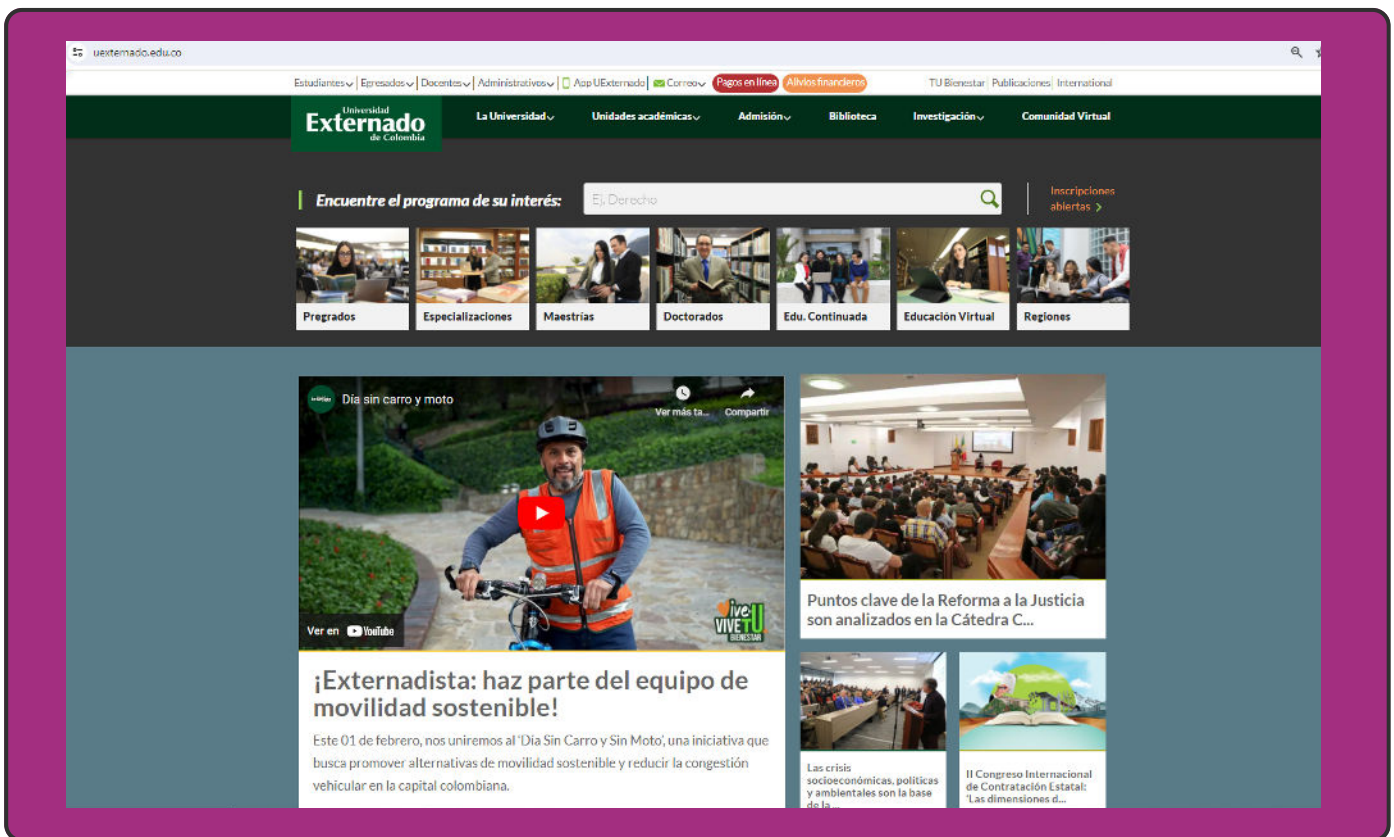 uexternado.edu.co
Estudiantes | Egresados | Docentes | Administrativos | App UExternado | Correo Pagos en línea Alivios financieros TU Bienestar | Publicaciones | International
Universidad
Externado
de Colombia
La Universidad Unidades académicas Admisión Biblioteca Investigación Comunidad Virtual
Encuentre el programa de su interés: Ej. Derecho
Inscripciones
abiertas >
Pregrados Especializaciones Maestrías Doctorados Edu. Continuada Educación Virtual Regiones
Día sin carro y moto
Ver más ta... Compartir
Ver en YouTube
vive
VIVE TU
BIENESTAR
¡Externadista: haz parte del equipo de
movilidad sostenible!
Este 01 de febrero, nos uniremos al 'Día Sin Carro y Sin Moto', una iniciativa que
busca promover alternativas de movilidad sostenible y reducir la congestión
vehicular en la capital colombiana.
Puntos clave de la Reforma a la Justicia
son analizados en la Cátedra C...
Las crisis
socioeconómicas, políticas
y ambientales son la base
de la ...
II Congreso Internacional
de Contratación Estatal:
'Las dimensiones d...